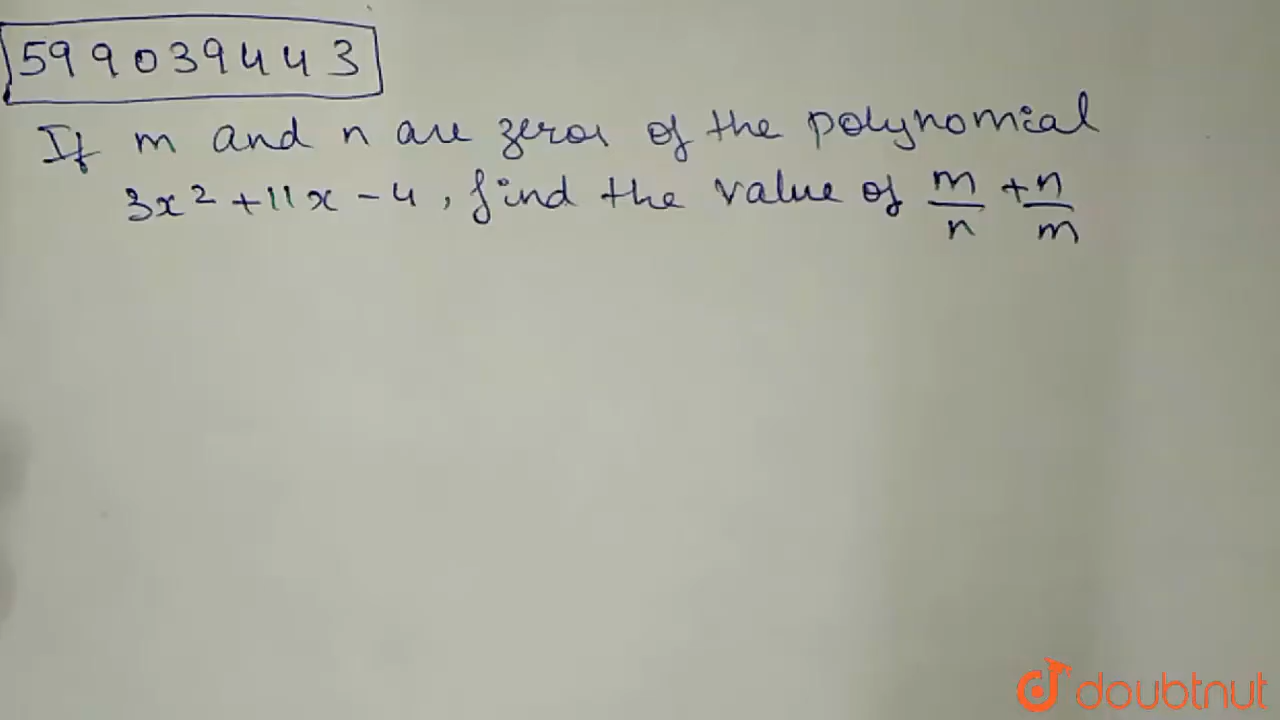 599039443
If m and n are zeros of the polynomial
3x² + 11x - 4, find the value of m/n + n/m
doubtnut